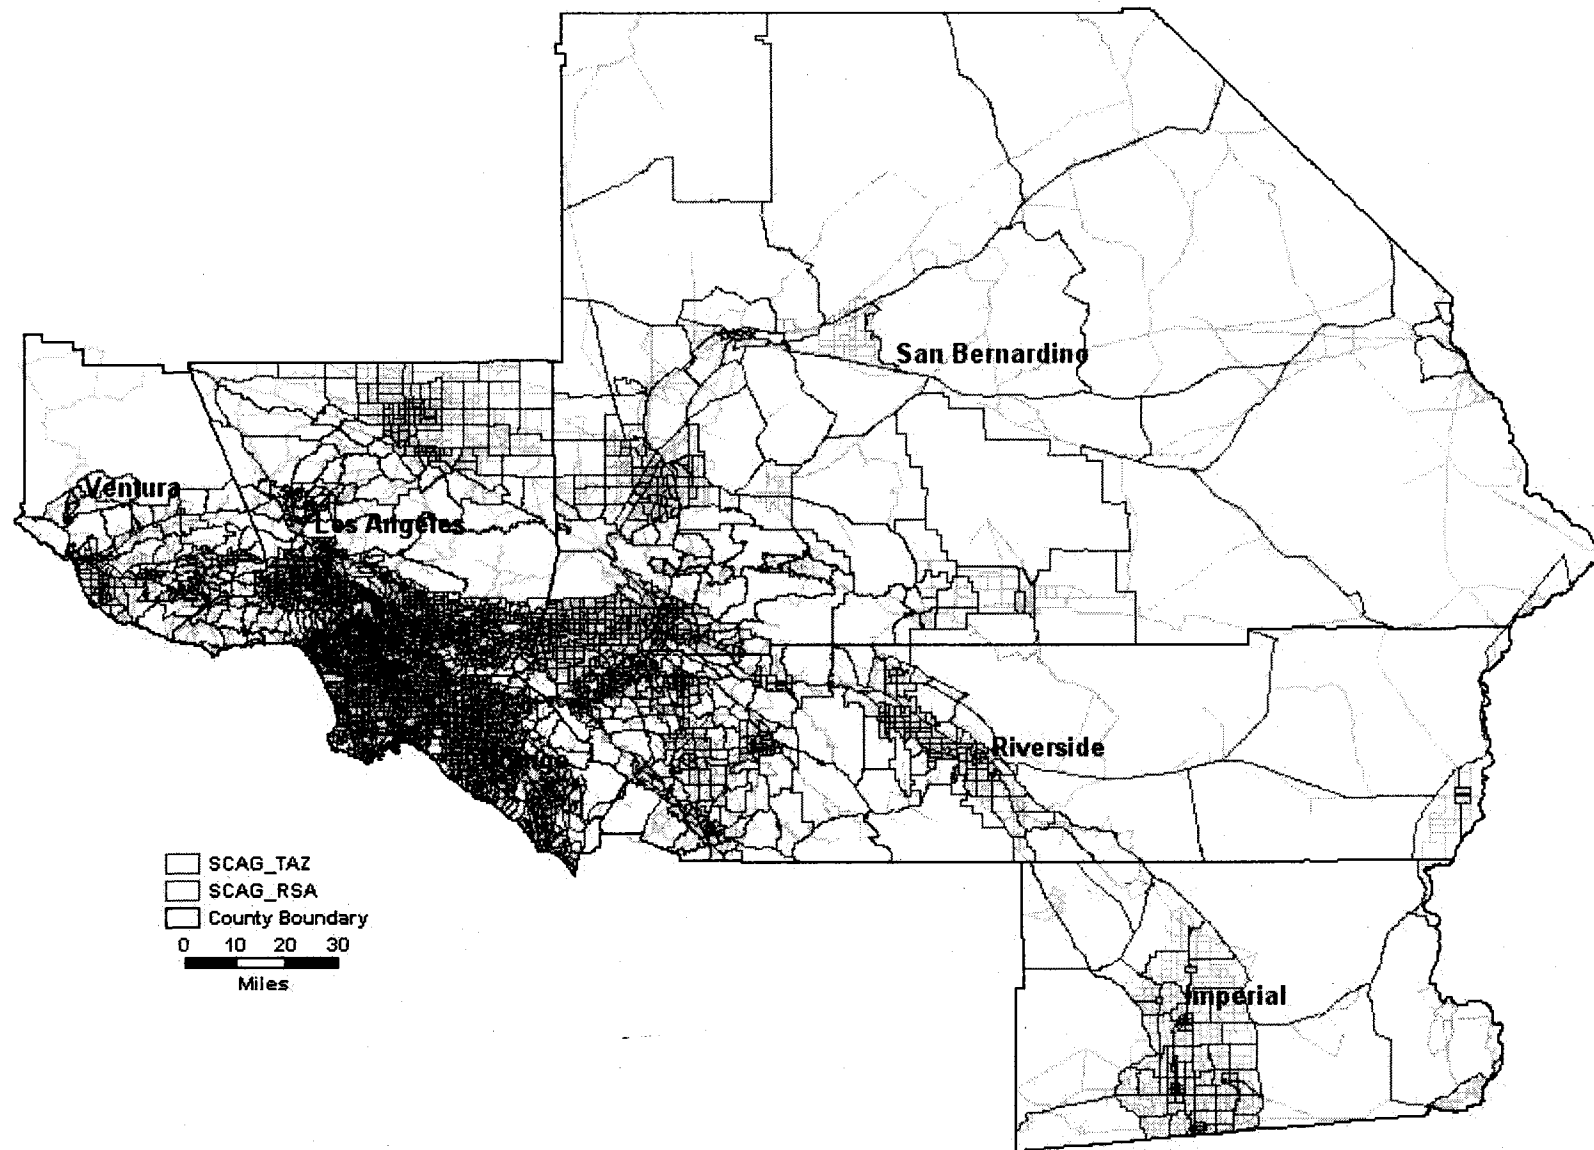 San Bernardino
Ventura
Los Angeles
Riverside
Imperial
SCAG_TAZ
SCAG_RSA
County Boundary
0 10 20 30
Miles